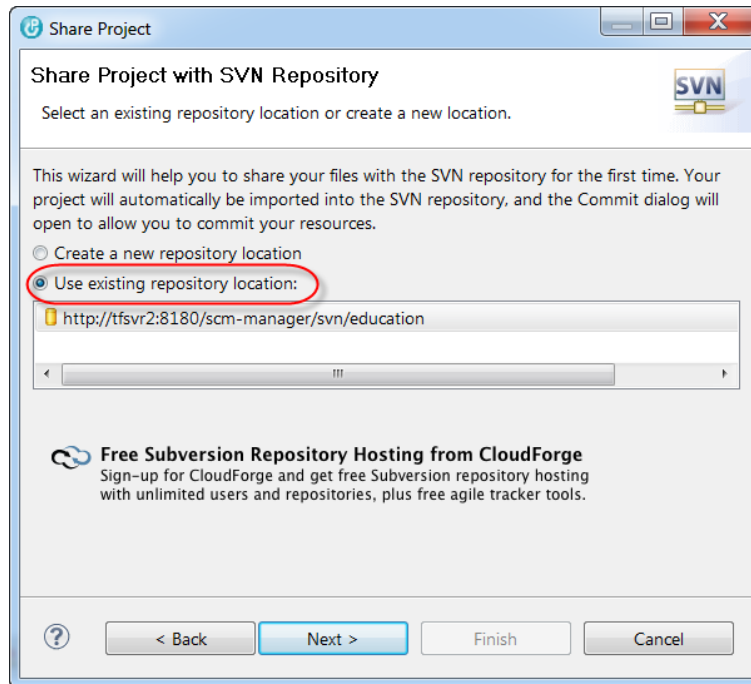 Share Project
Share Project with SVN Repository
Select an existing repository location or create a new location.
SVN
This wizard will help you to share your files with the SVN repository for the first time. Your
project will automatically be imported into the SVN repository, and the Commit dialog will
open to allow you to commit your resources.
Create a new repository location
Use existing repository location:
http://tfsvr2:8180/scm-manager/svn/education
Free Subversion Repository Hosting from CloudForge
Sign-up for CloudForge and get free Subversion repository hosting
with unlimited users and repositories, plus free agile tracker tools.
?
< Back
Next >
Finish
Cancel